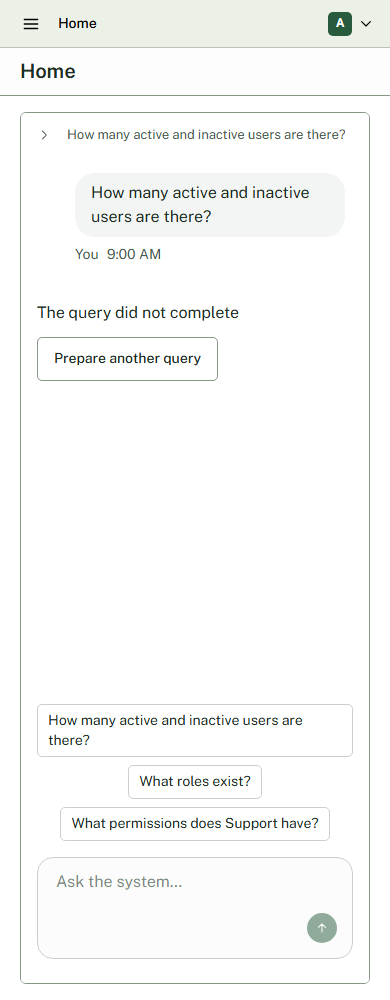 Home
A
Home
How many active and inactive users are there?
How many active and inactive
users are there?
You 9:00 AM
The query did not complete
Prepare another query
How many active and inactive users are
there?
What roles exist?
What permissions does Support have?
Ask the system...